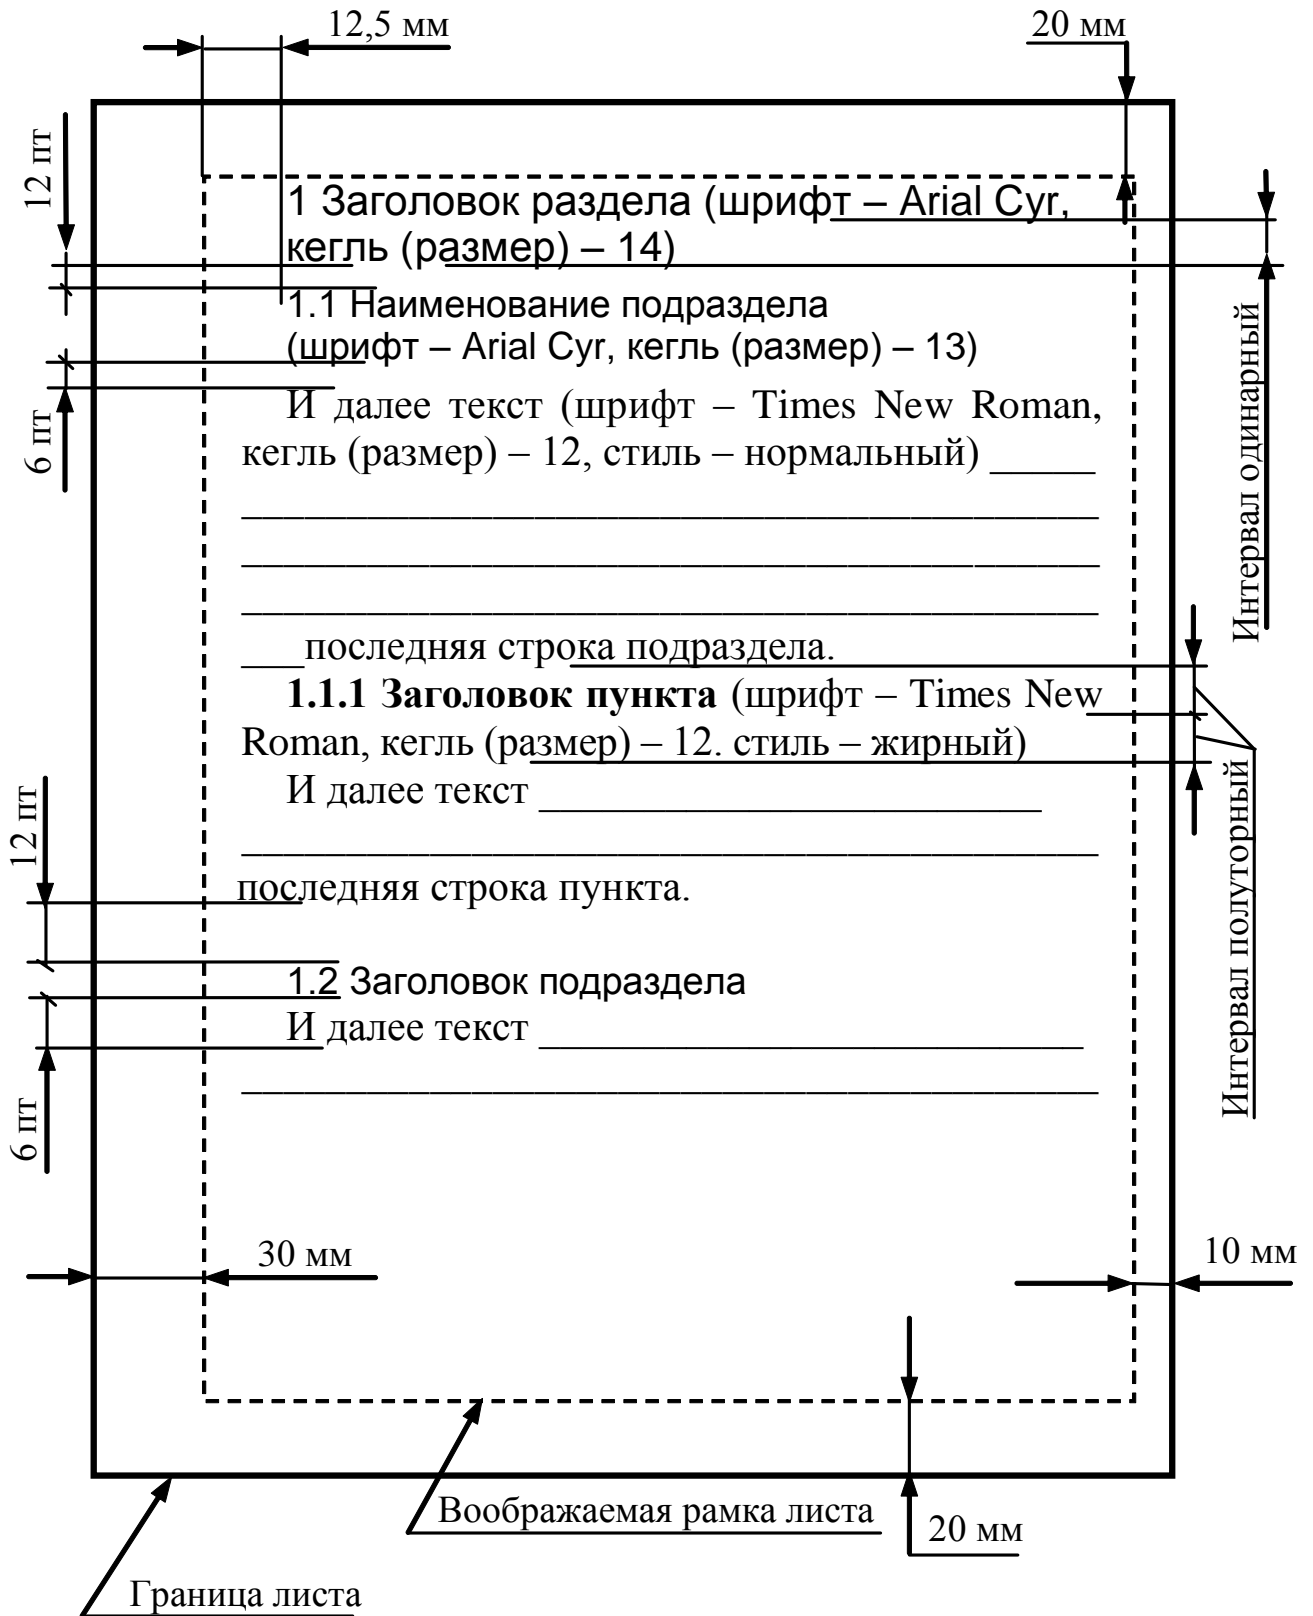 12,5 мм
20 мм
12 пт
1 Заголовок раздела (шрифт – Arial Cyr,
кегль (размер) – 14)
1.1 Наименование подраздела
(шрифт – Arial Cyr, кегль (размер) – 13)
6 пт
И далее текст (шрифт – Times New Roman,
кегль (размер) – 12, стиль – нормальный) _____
Интервал одинарный
___последняя строка подраздела.
1.1.1 Заголовок пункта (шрифт – Times New
Roman, кегль (размер) – 12. стиль – жирный)
И далее текст ________________________
последняя строка пункта.
Интервал полуторный
12 пт
1.2 Заголовок подраздела
И далее текст __________________________
6 пт
30 мм
10 мм
Воображаемая рамка листа
20 мм
Граница листа